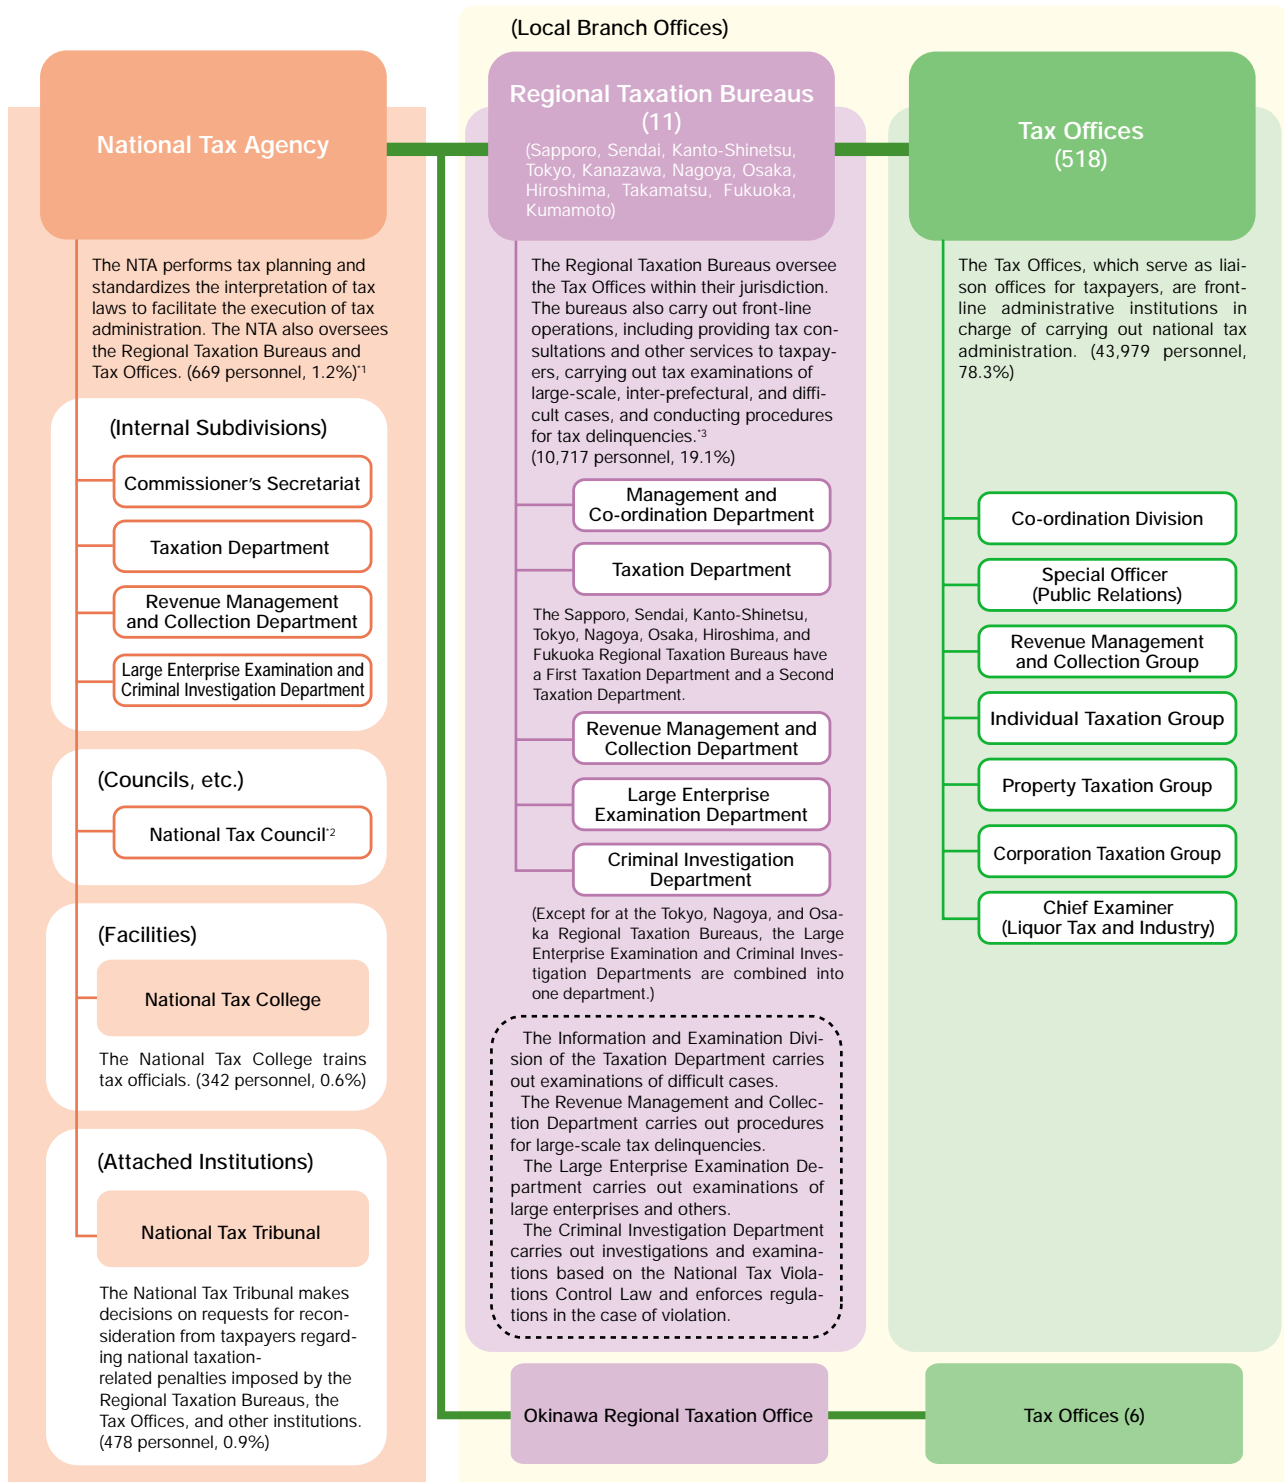 (Local Branch Offices)
National Tax Agency
The NTA performs tax planning and
standardizes the interpretation of tax
laws to facilitate the execution of tax
administration. The NTA also oversees
the Regional Taxation Bureaus and
Tax Offices. (669 personnel, 1.2%)*1
(Internal Subdivisions)
Commissioner's Secretariat
Taxation Department
Revenue Management
and Collection Department
Large Enterprise Examination and
Criminal Investigation Department
(Councils, etc.)
National Tax Council*2
(Facilities)
National Tax College
The National Tax College trains
tax officials. (342 personnel, 0.6%)
(Attached Institutions)
National Tax Tribunal
The National Tax Tribunal makes
decisions on requests for recon-
sideration from taxpayers regard-
ing national taxation-
related penalties imposed by the
Regional Taxation Bureaus, the
Tax Offices, and other institutions.
(478 personnel, 0.9%)
Regional Taxation Bureaus
(11)
(Sapporo, Sendai, Kanto-Shinetsu,
Tokyo, Kanazawa, Nagoya, Osaka,
Hiroshima, Takamatsu, Fukuoka,
Kumamoto)
The Regional Taxation Bureaus oversee
the Tax Offices within their jurisdiction.
The bureaus also carry out front-line
operations, including providing tax con-
sultations and other services to taxpay-
ers, carrying out tax examinations of
large-scale, inter-prefectural, and diffi-
cult cases, and conducting procedures
for tax delinquencies.*3
(10,717 personnel, 19.1%)
Management and
Co-ordination Department
Taxation Department
The Sapporo, Sendai, Kanto-Shinetsu,
Tokyo, Nagoya, Osaka, Hiroshima, and
Fukuoka Regional Taxation Bureaus have
a First Taxation Department and a Second
Taxation Department.
Revenue Management and
Collection Department
Large Enterprise
Examination Department
Criminal Investigation
Department
(Except for at the Tokyo, Nagoya, and Osa-
ka Regional Taxation Bureaus, the Large
Enterprise Examination and Criminal Inves-
tigation Departments are combined into
one department.)
The Information and Examination Divi-
sion of the Taxation Department carries
out examinations of difficult cases.
The Revenue Management and Collec-
tion Department carries out procedures
for large-scale tax delinquencies.
The Large Enterprise Examination De-
partment carries out examinations of
large enterprises and others.
The Criminal Investigation Department
carries out investigations and examina-
tions based on the National Tax Viola-
tions Control Law and enforces regula-
tions in the case of violation.
Okinawa Regional Taxation Office
Tax Offices
(518)
The Tax Offices, which serve as liai-
son offices for taxpayers, are front-
line administrative institutions in
charge of carrying out national tax
administration. (43,979 personnel,
78.3%)
Co-ordination Division
Special Officer
(Public Relations)
Revenue Management
and Collection Group
Individual Taxation Group
Property Taxation Group
Corporation Taxation Group
Chief Examiner
(Liquor Tax and Industry)
Tax Offices (6)